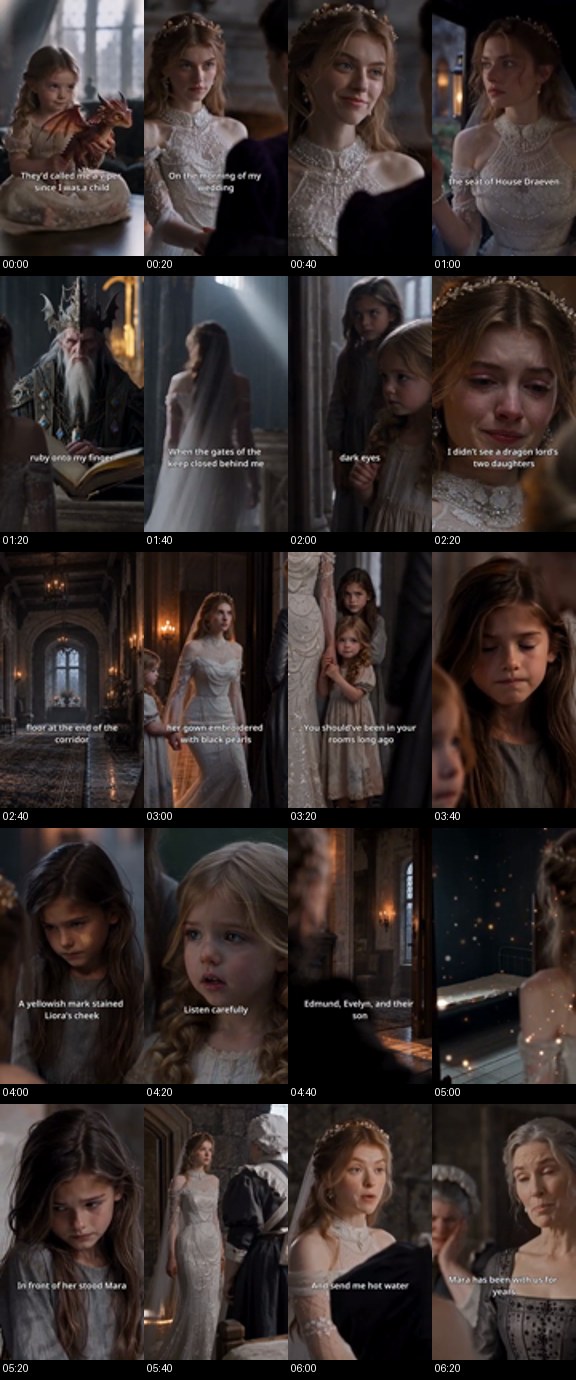 They'd called me a viper
since I was a child
On the morning of my
wedding
the seat of House Draeven
00:00
00:20
00:40
01:00
ruby onto my finger
When the gates of the
keep closed behind me
dark eyes
I didn't see a dragon lord's
two daughters
01:20
01:40
02:00
02:20
floor at the end of the
corridor
her gown embroidered
with black pearls
You should've been in your
rooms long ago
02:40
03:00
03:20
03:40
A yellowish mark stained
Liora's cheek
Listen carefully
Edmund, Evelyn, and their
son
04:00
04:20
04:40
05:00
In front of her stood Mara
And send me hot water
Mara has been with us for
years
05:20
05:40
06:00
06:20